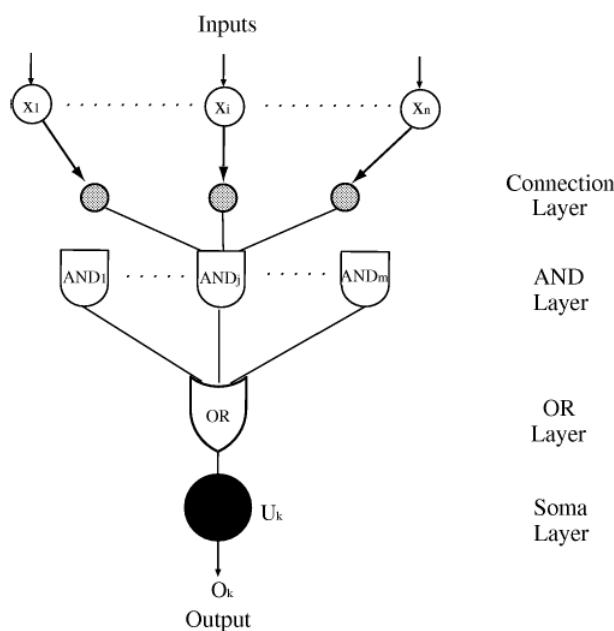 Inputs
X1 . . . . . . . . . . . Xi . . . . . . . . . . . Xn
Connection
Layer
AND1 . . . . . ANDj . . . . . ANDm
AND
Layer
OR
OR
Layer
Uk
Soma
Layer
Ok
Output